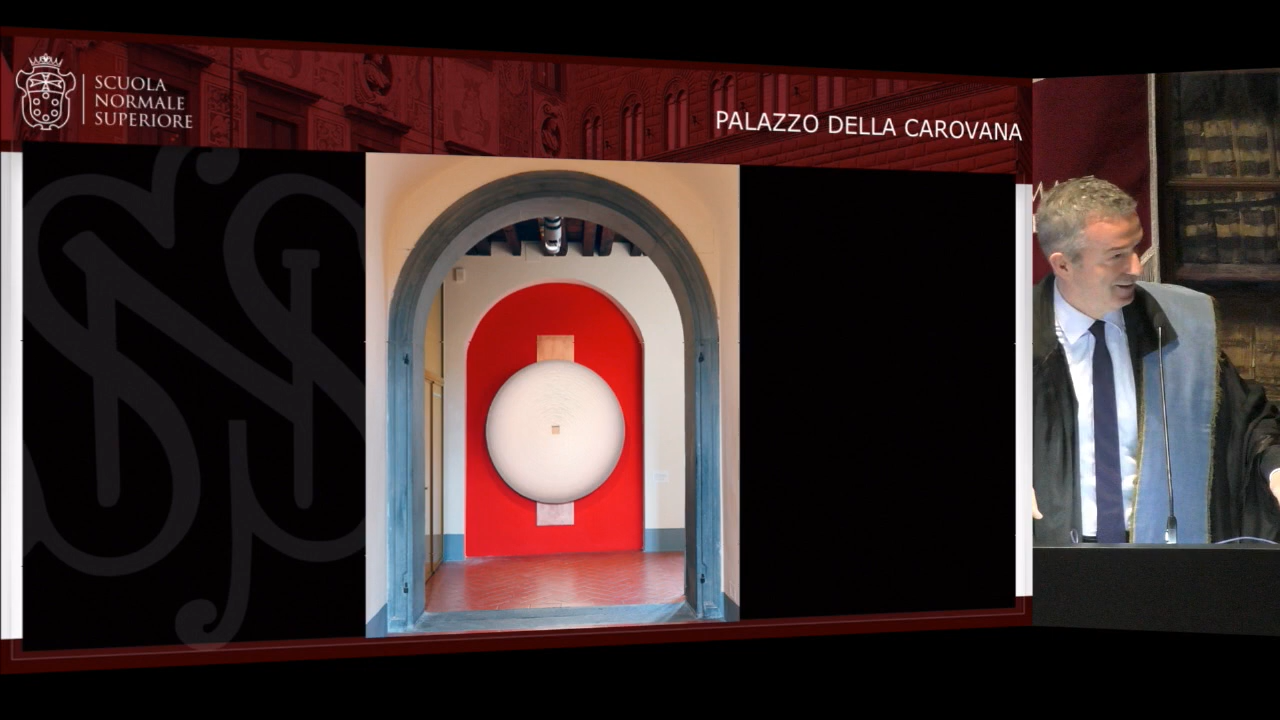 SCUOLA
NORMALE
SUPERIORE
PALAZZO DELLA CAROVANA